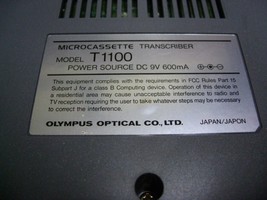 MICROCASSETTE TRANSCRIBER
MODEL T1100
POWER SOURCE DC 9V 600mA
This equipment complies with the requirements in FCC Rules Part 15
Subpart J for a class B Computing device. Operation of this device in
a residential area may cause unacceptable interference to radio and
TV reception requiring the user to take whatever steps may be necessary
to correct the interference.
OLYMPUS OPTICAL CO., LTD. JAPAN/JAPON